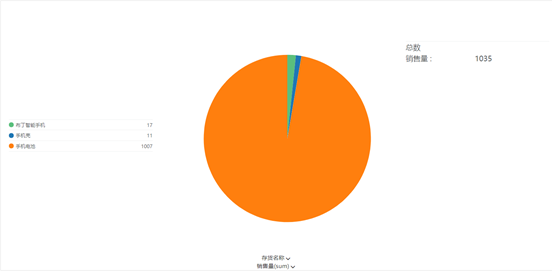 总数
销售量： 1035
布丁智能手机 17
手机壳 11
手机电池 1007
存货名称
销售量(sum)